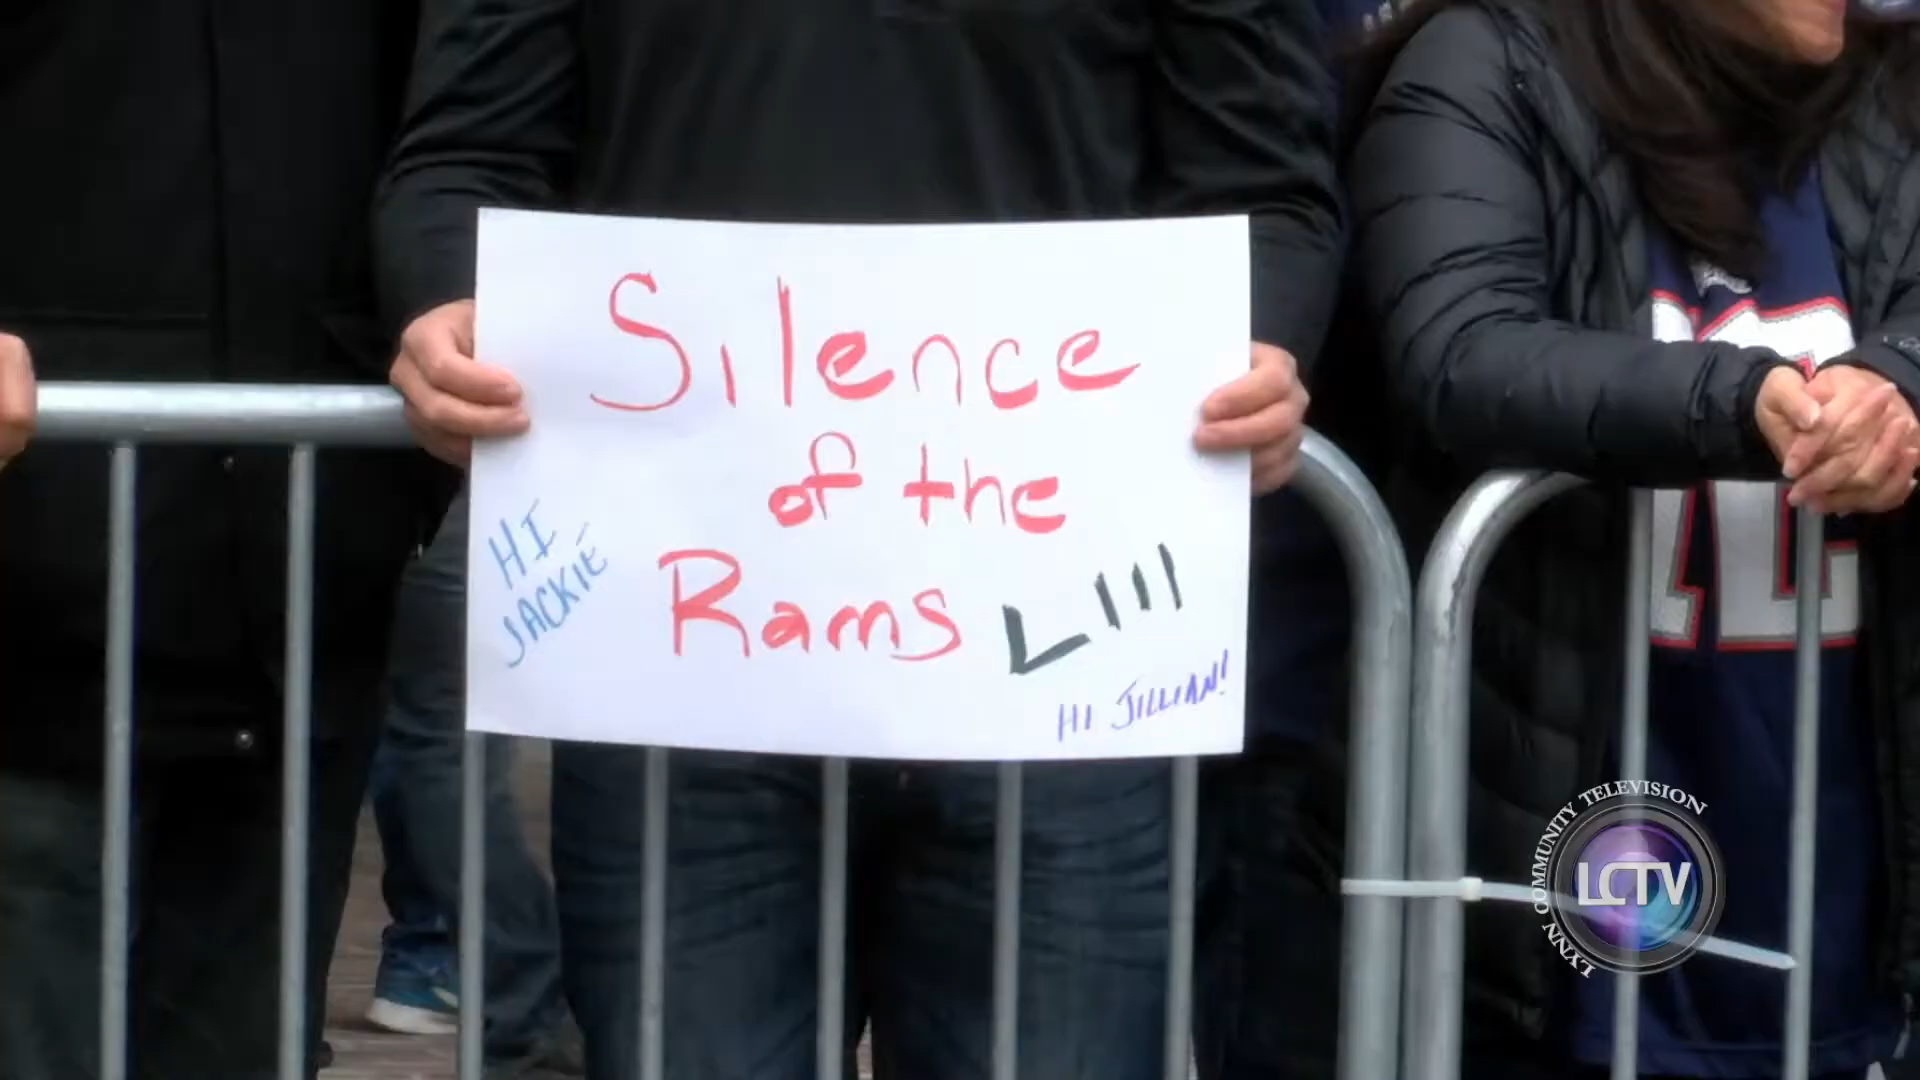 Silence
of the
Rams LIII
HI
JACKIE
HI JILLIAN!
LYNN COMMUNITY TELEVISION
LCTV